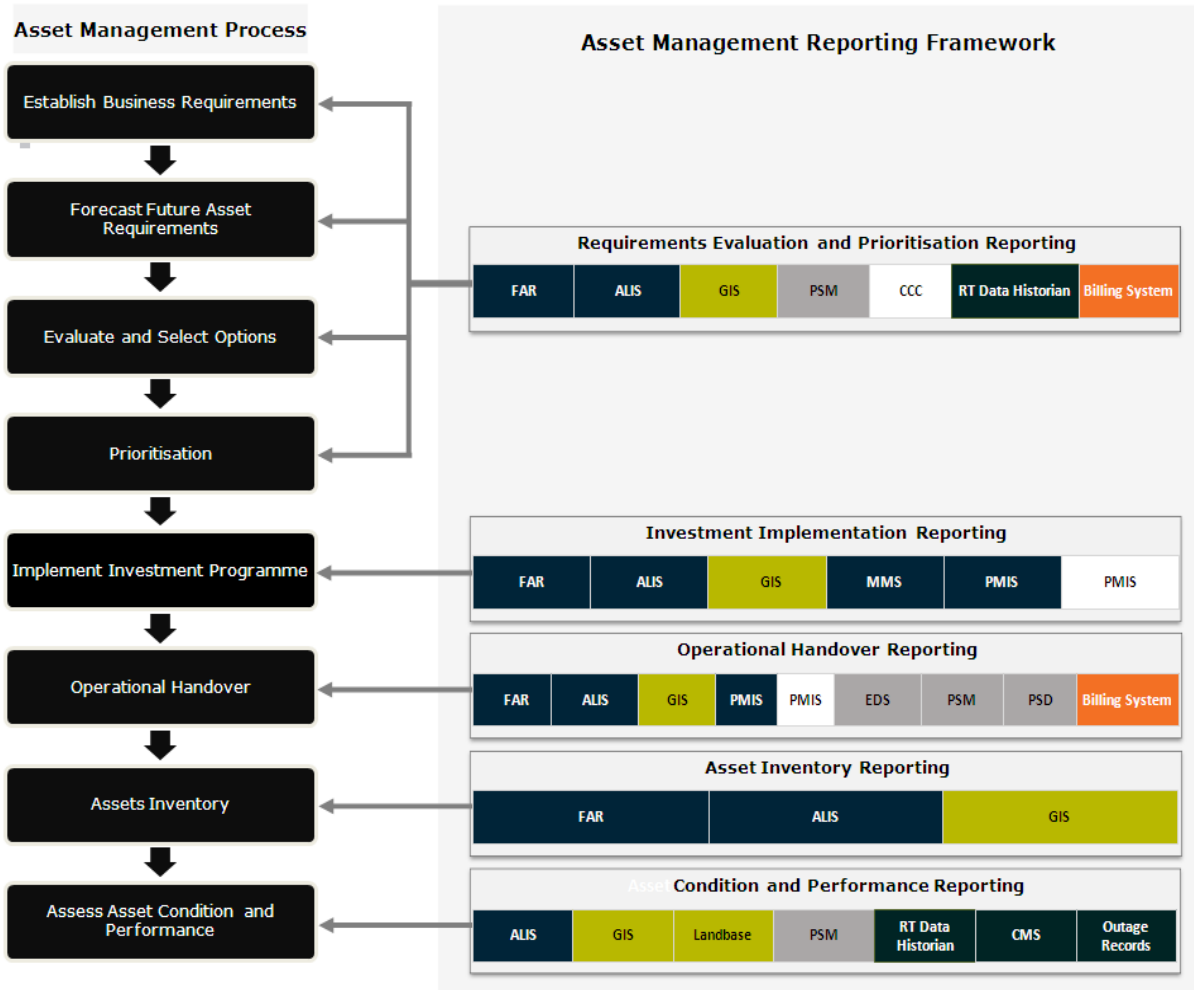 Asset Management Process
Establish Business Requirements
Forecast Future Asset
Requirements
Evaluate and Select Options
Prioritisation
Implement Investment Programme
Operational Handover
Assets Inventory
Assess Asset Condition and
Performance
Asset Management Reporting Framework
Requirements Evaluation and Prioritisation Reporting
FAR ALIS GIS PSM CCC RT Data Historian Billing System
Investment Implementation Reporting
FAR ALIS GIS MMS PMIS PMIS
Operational Handover Reporting
FAR ALIS GIS PMIS PMIS EDS PSM PSD Billing System
Asset Inventory Reporting
FAR ALIS GIS
Asset Condition and Performance Reporting
ALIS GIS Landbase PSM RT Data
Historian CMS Outage
Records